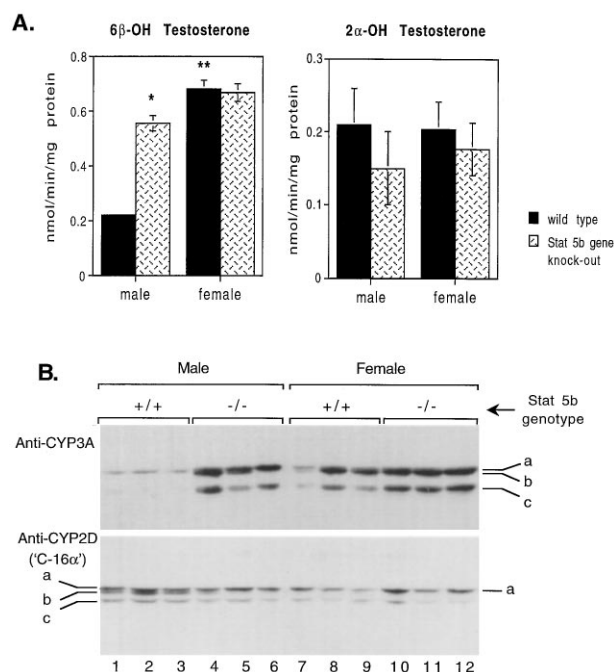 A.
6β-OH Testosterone
2α-OH Testosterone
nmol/min/mg protein
0.8
0.6
0.4
0.2
0
*
**
male
female
nmol/min/mg protein
0.3
0.2
0.1
0
male
female
wild type
Stat 5b gene
knock-out
B.
Male
Female
+/+
-/-
+/+
-/-
Stat 5b
genotype
Anti-CYP3A
a
b
c
Anti-CYP2D
('C-16α')
a
b
c
a
1 2 3 4 5 6 7 8 9 10 11 12